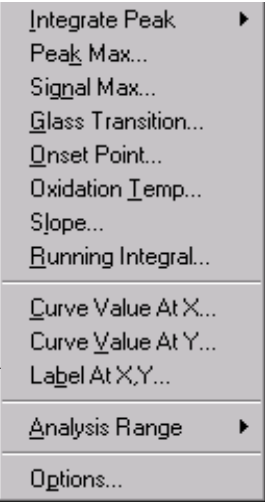 Integrate Peak
Peak Max...
Signal Max...
Glass Transition...
Onset Point...
Oxidation Temp...
Slope...
Running Integral...
Curve Value At X...
Curve Value At Y...
Label At X,Y...
Analysis Range
Options...